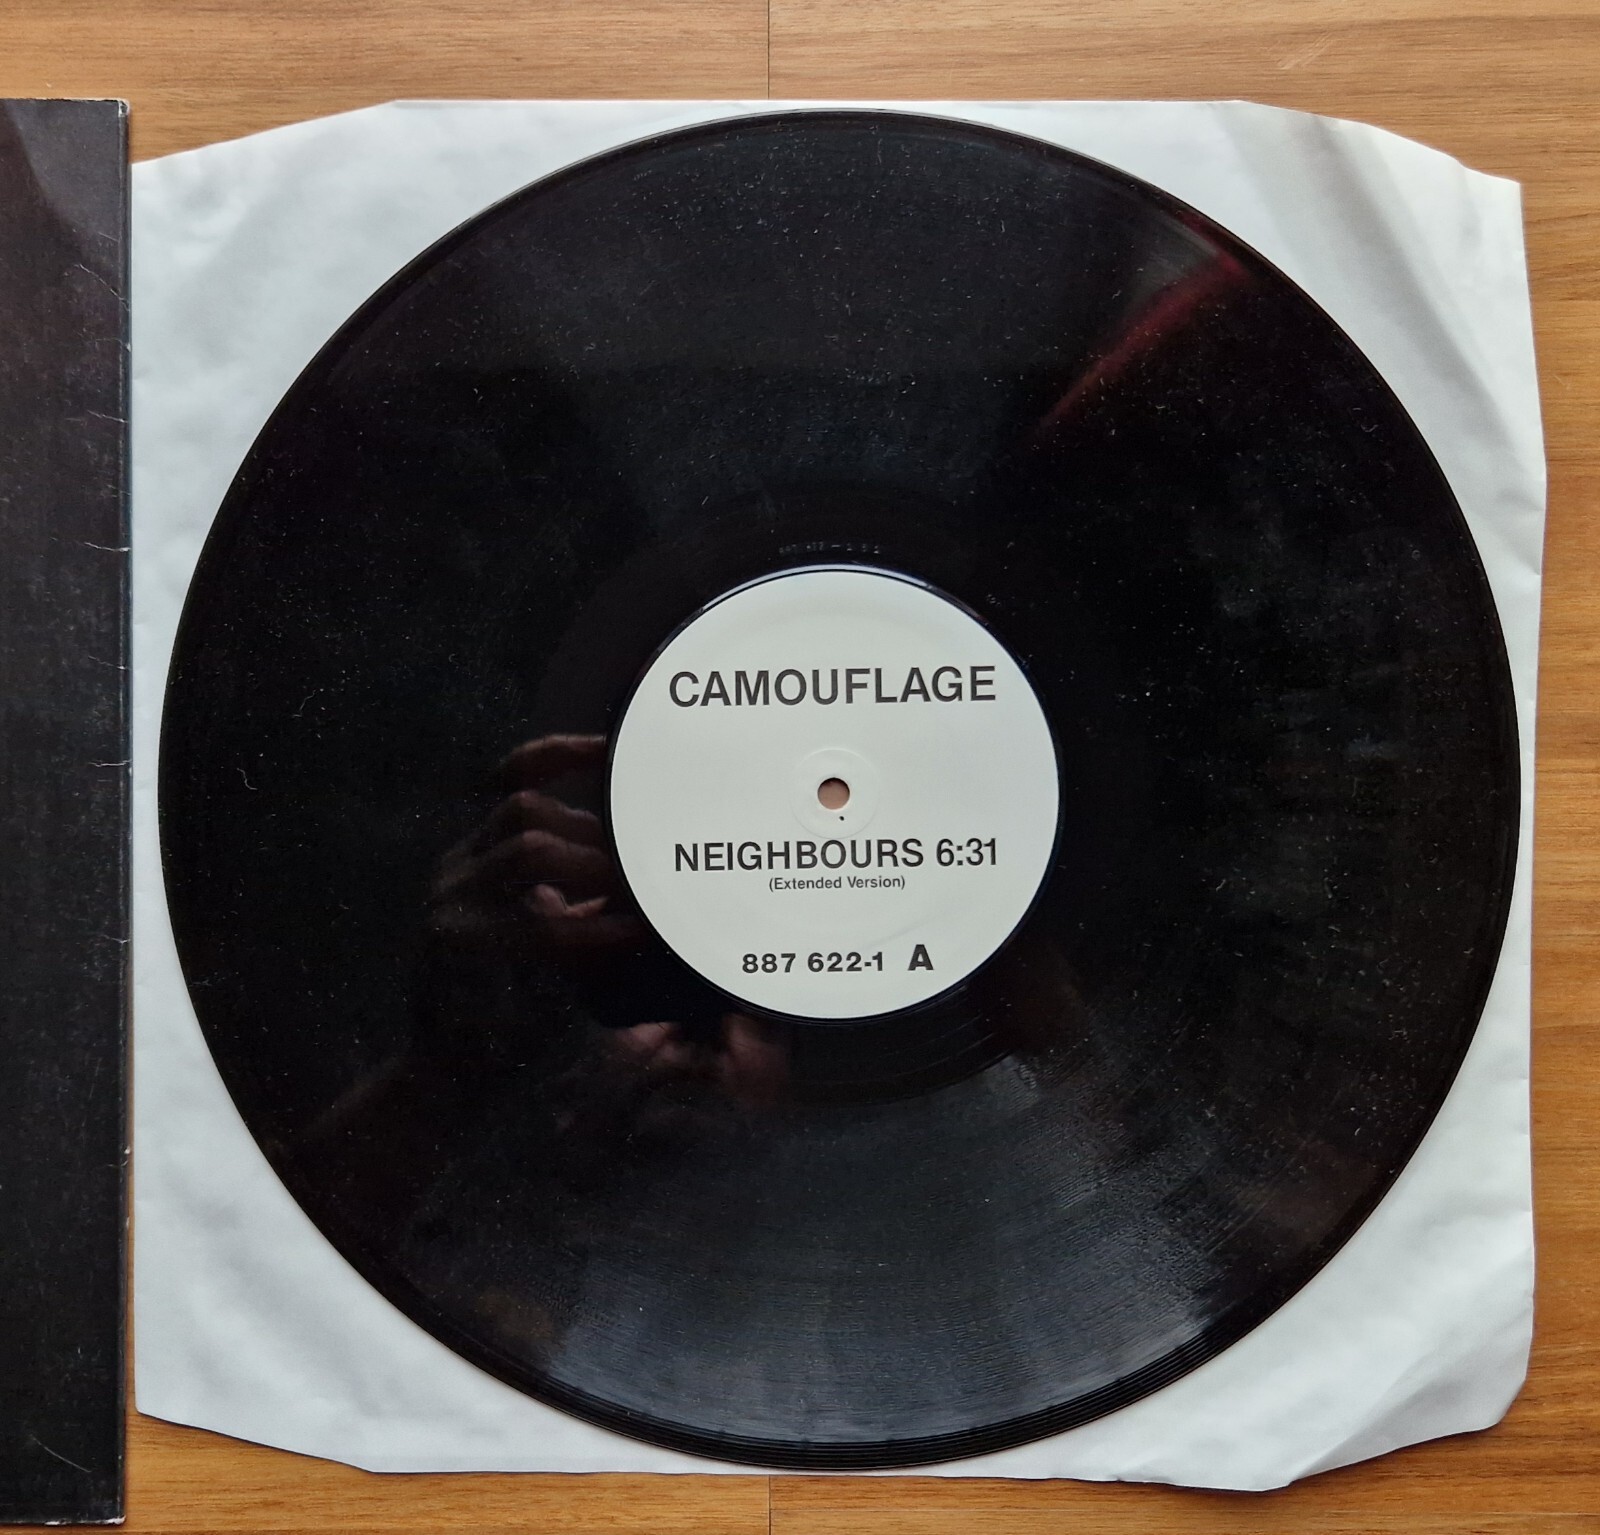 CAMOUFLAGE
NEIGHBOURS 6:31
(Extended Version)
887 622-1 A